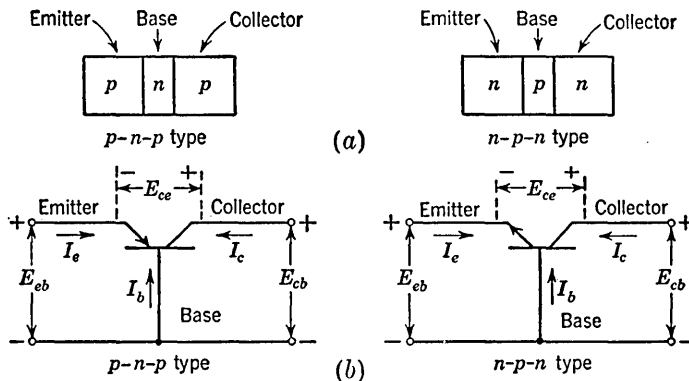 Emitter Base Collector Emitter Base Collector
p n p n p n
p-n-p type (a) n-p-n type
- + - +
E_ce E_ce
+ Emitter Collector + + Emitter Collector +
I_e I_c I_e I_c
E_eb I_b E_cb E_eb I_b E_cb
Base Base
- - - -
p-n-p type (b) n-p-n type